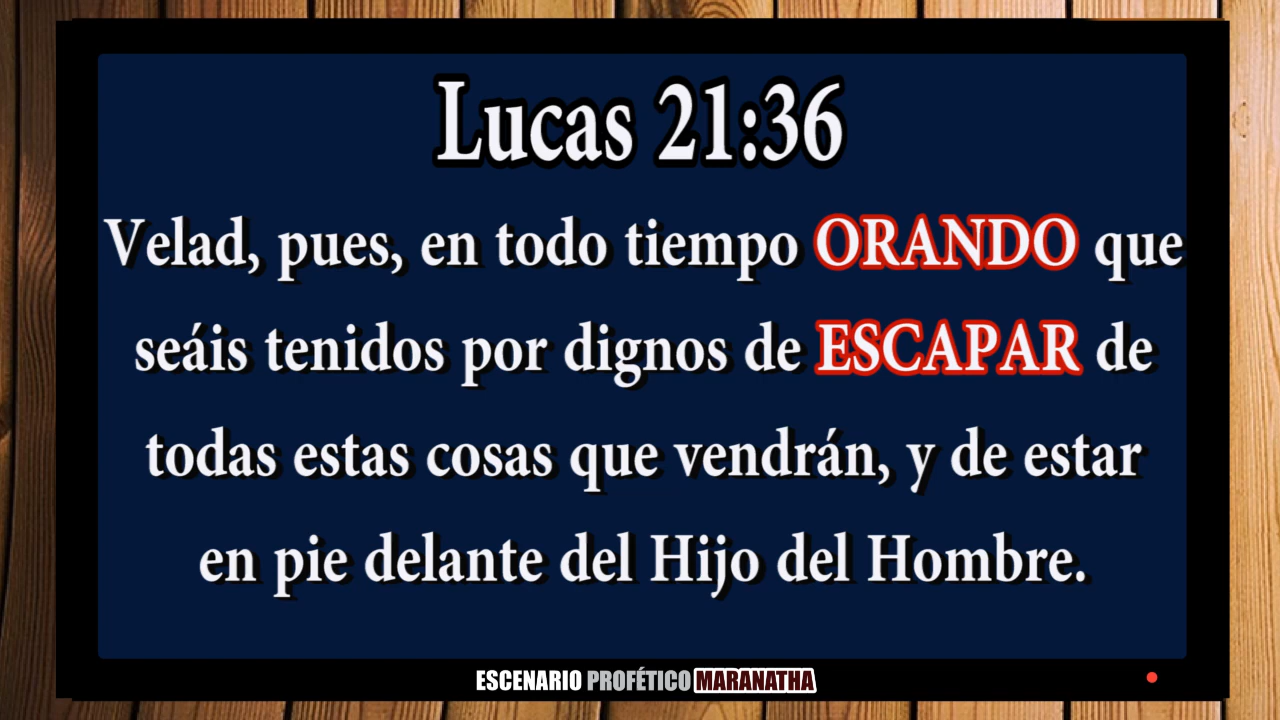 Lucas 21:36
Velad, pues, en todo tiempo ORANDO que
seáis tenidos por dignos de ESCAPAR de
todas estas cosas que vendrán, y de estar
en pie delante del Hijo del Hombre.
ESCENARIO PROFÉTICO MARANATHA